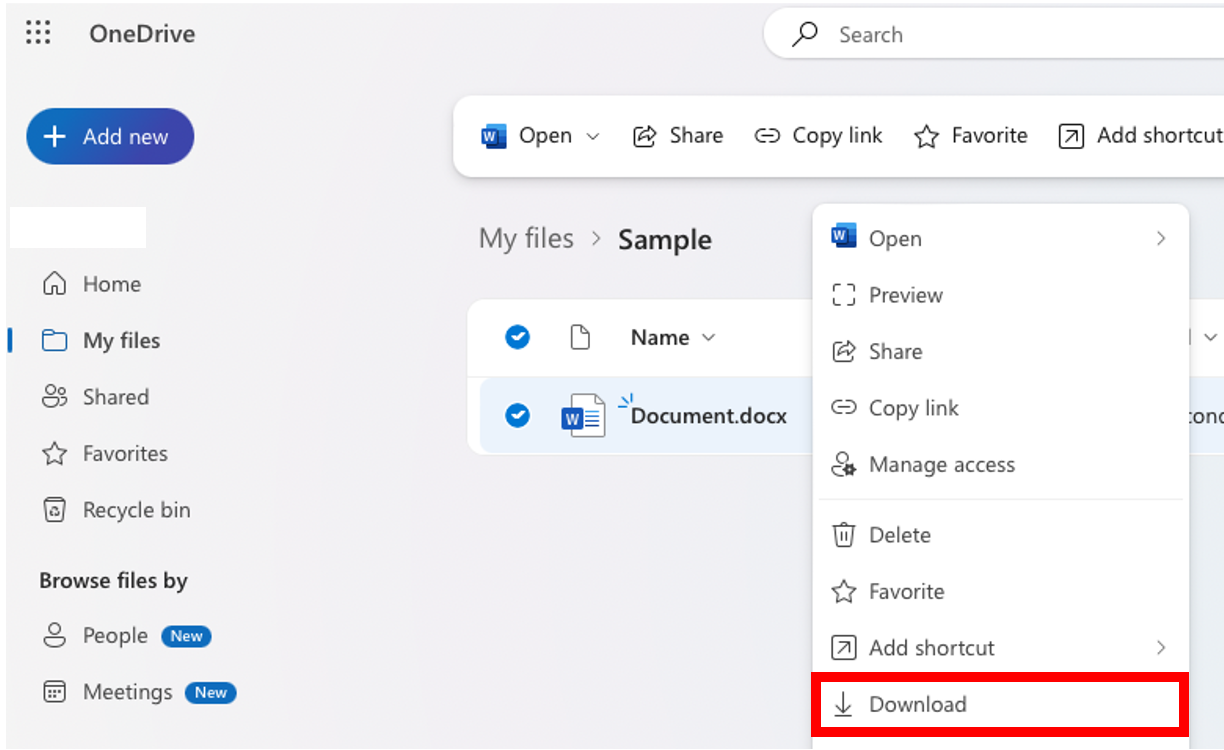 OneDrive
Search
Add new
Open
Share
Copy link
Favorite
Add shortcut
My files > Sample
Home
My files
Shared
Favorites
Recycle bin
Browse files by
People New
Meetings New
Name
W Document.docx
Open
Preview
Share
Copy link
Manage access
Delete
Favorite
Add shortcut
Download